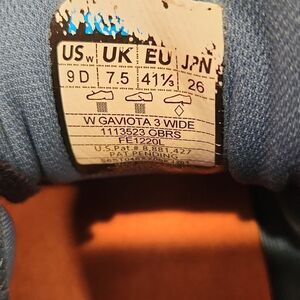 USw UK EU JPN
9 D 7.5 41⅓ 26
W GAVIOTA 3 WIDE
1113523 OBRS
FE1220L
U.S.Pat.# 8,881,427
PAT.PENDING